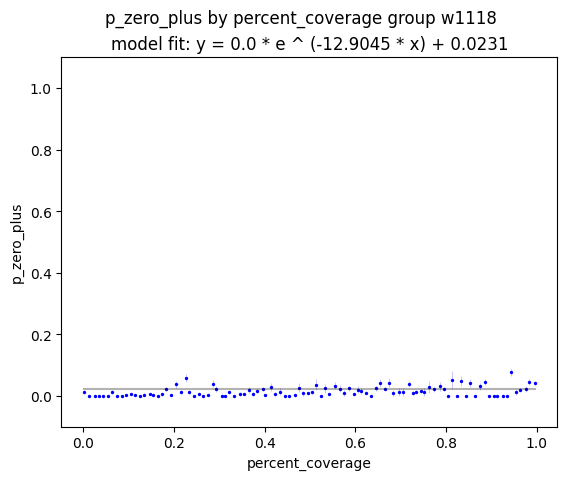 p_zero_plus by percent_coverage group w1118
model fit: y = 0.0 * e ^ (-12.9045 * x) + 0.0231
1.0
0.8
0.6
0.4
0.2
0.0
p_zero_plus
0.0 0.2 0.4 0.6 0.8 1.0
percent_coverage